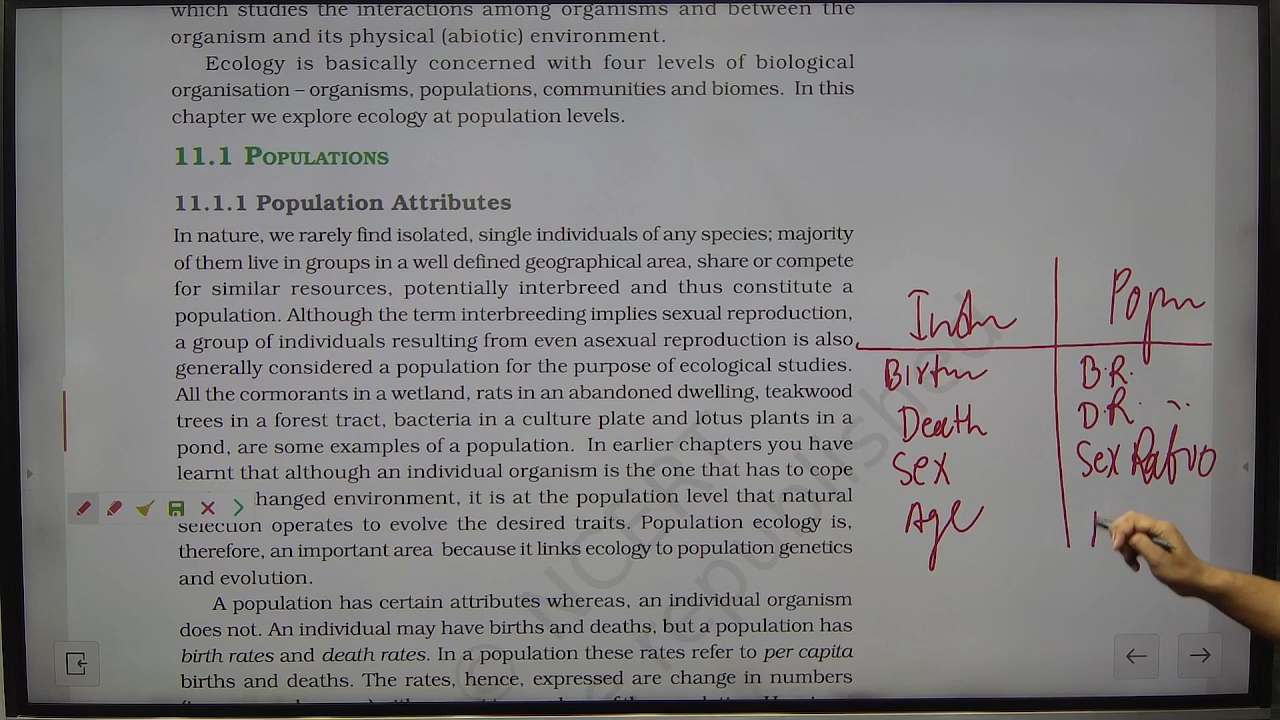 which studies the interactions among organisms and between the
organism and its physical (abiotic) environment.
Ecology is basically concerned with four levels of biological
organisation – organisms, populations, communities and biomes. In this
chapter we explore ecology at population levels.
11.1 POPULATIONS
11.1.1 Population Attributes
In nature, we rarely find isolated, single individuals of any species; majority
of them live in groups in a well defined geographical area, share or compete
for similar resources, potentially interbreed and thus constitute a
population. Although the term interbreeding implies sexual reproduction,
a group of individuals resulting from even asexual reproduction is also
generally considered a population for the purpose of ecological studies.
All the cormorants in a wetland, rats in an abandoned dwelling, teakwood
trees in a forest tract, bacteria in a culture plate and lotus plants in a
pond, are some examples of a population. In earlier chapters you have
learnt that although an individual organism is the one that has to cope
hanged environment, it is at the population level that natural
selection operates to evolve the desired traits. Population ecology is,
therefore, an important area because it links ecology to population genetics
and evolution.
A population has certain attributes whereas, an individual organism
does not. An individual may have births and deaths, but a population has
birth rates and death rates. In a population these rates refer to per capita
births and deaths. The rates, hence, expressed are change in numbers
Popn
B.R.
Death D.R.
Sex Sex Ratio
Age
© NCERT
republished